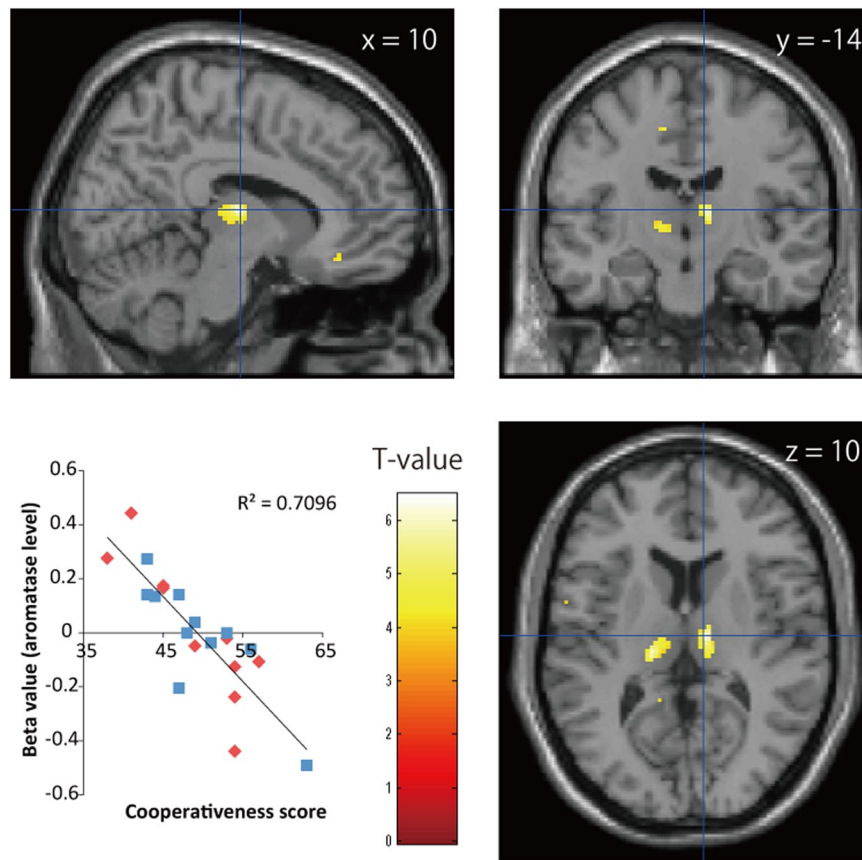 x = 10
y = -14
T-value
z = 10
0.6
0.4
0.2
0
-0.2
-0.4
-0.6
R² = 0.7096
35
45
55
65
Beta value (aromatase level)
Cooperativeness score
6
5
4
3
2
1
0